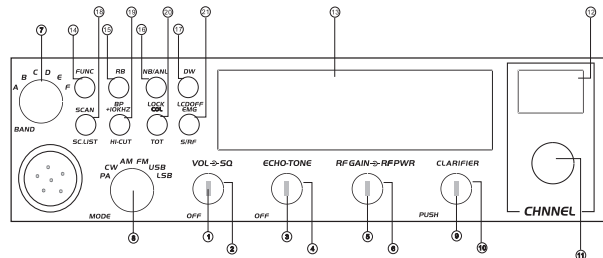 18 19 20 21
13
12
7 14 15 16 17
A B C D E F
BAND
FUNC RB NB/ANL DW
BP LOCK LCDOFF
SCAN +10KHZ COL EMG
SC.LIST HI-CUT TOT S/RF
PA CW AM FM USB LSB
MODE
VOL SQ ECHO-TONE RF GAIN RF PWR CLARIFIER
OFF OFF PUSH
CHNNEL
8 1 2 3 4 5 6 9 10 11